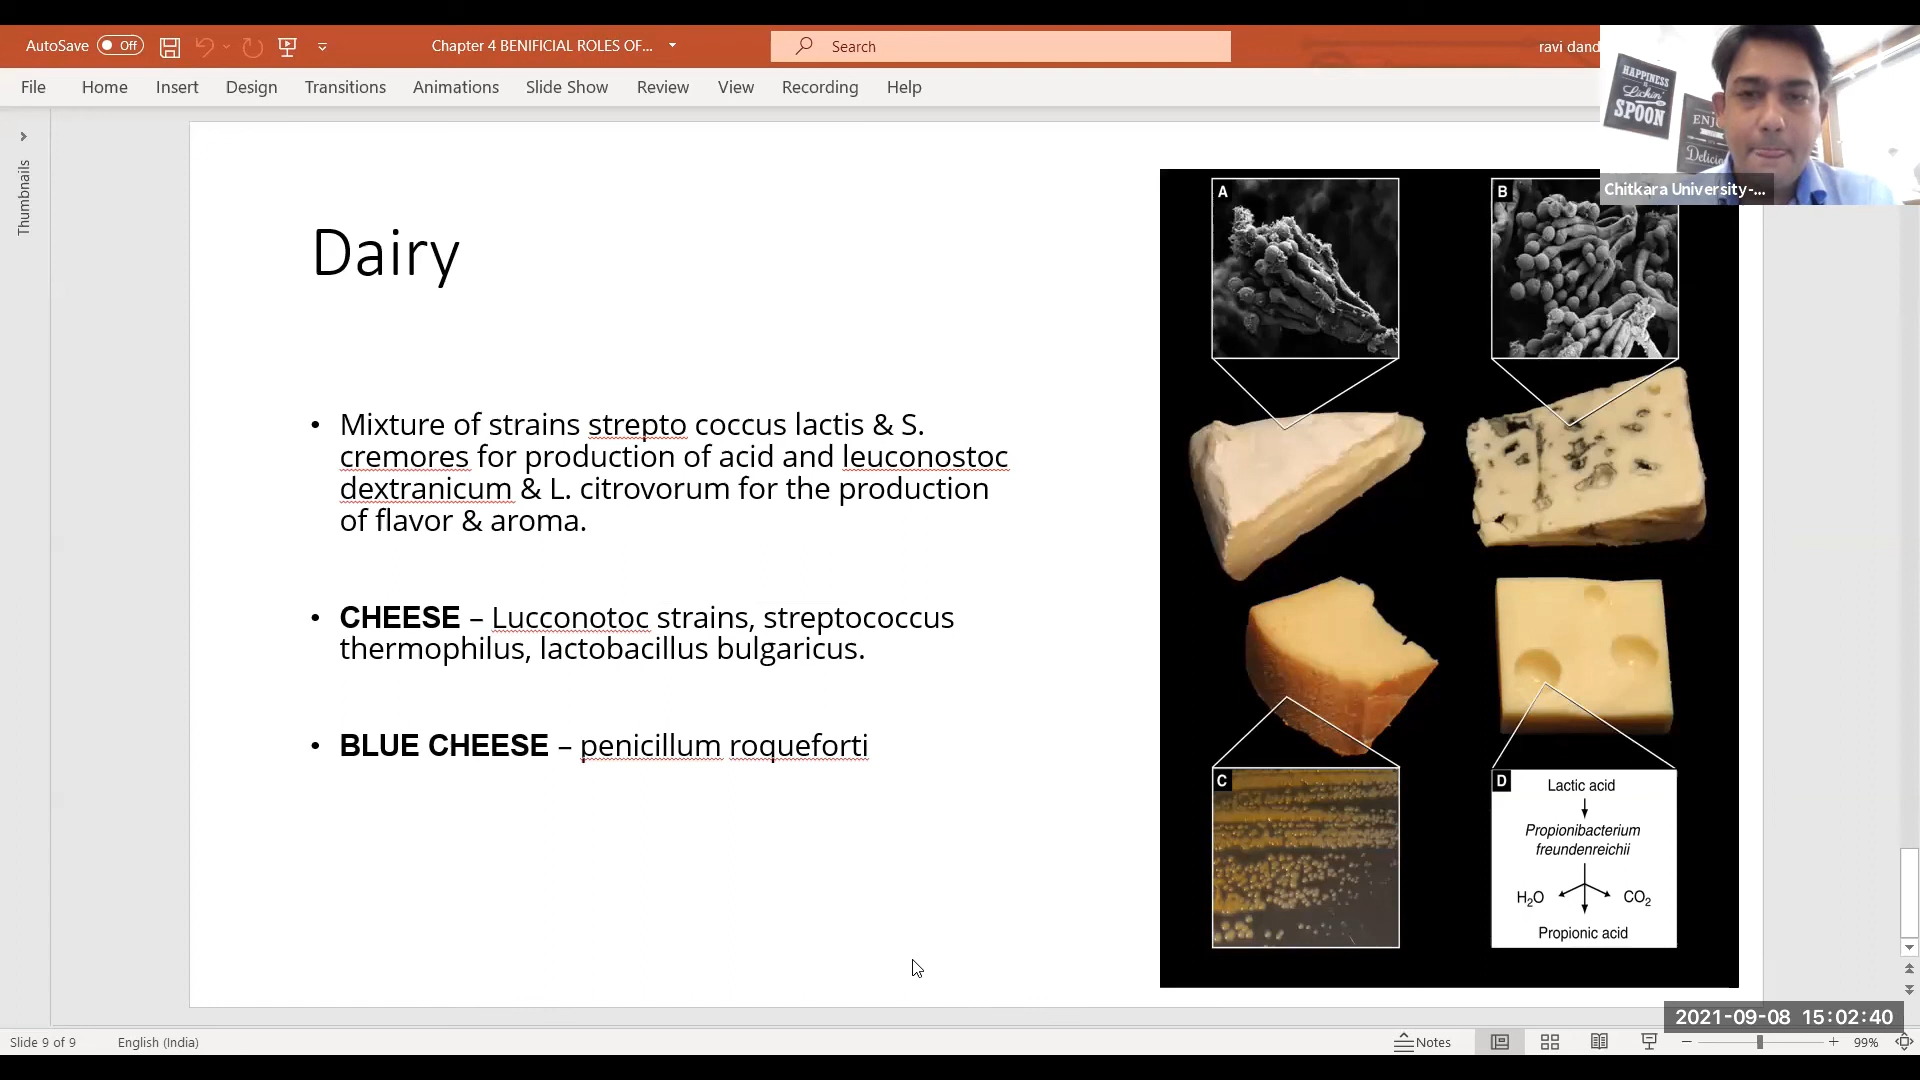 AutoSave Off
Chapter 4 BENIFICIAL ROLES OF...
Search
ravi dand
File Home Insert Design Transitions Animations Slide Show Review View Recording Help
HAPPINESS
Lickin'
SPOON
Chitkara University-...
Thumbnails
Dairy
• Mixture of strains strepto coccus lactis & S.
cremores for production of acid and leuconostoc
dextranicum & L. citrovorum for the production
of flavor & aroma.
• CHEESE – Lucconotoc strains, streptococcus
thermophilus, lactobacillus bulgaricus.
• BLUE CHEESE – penicillum roqueforti
A
B
C
D
Lactic acid
Propionibacterium
freundenreichii
H₂O
CO₂
Propionic acid
2021-09-08 15:02:40
Slide 9 of 9
English (India)
Notes
99%